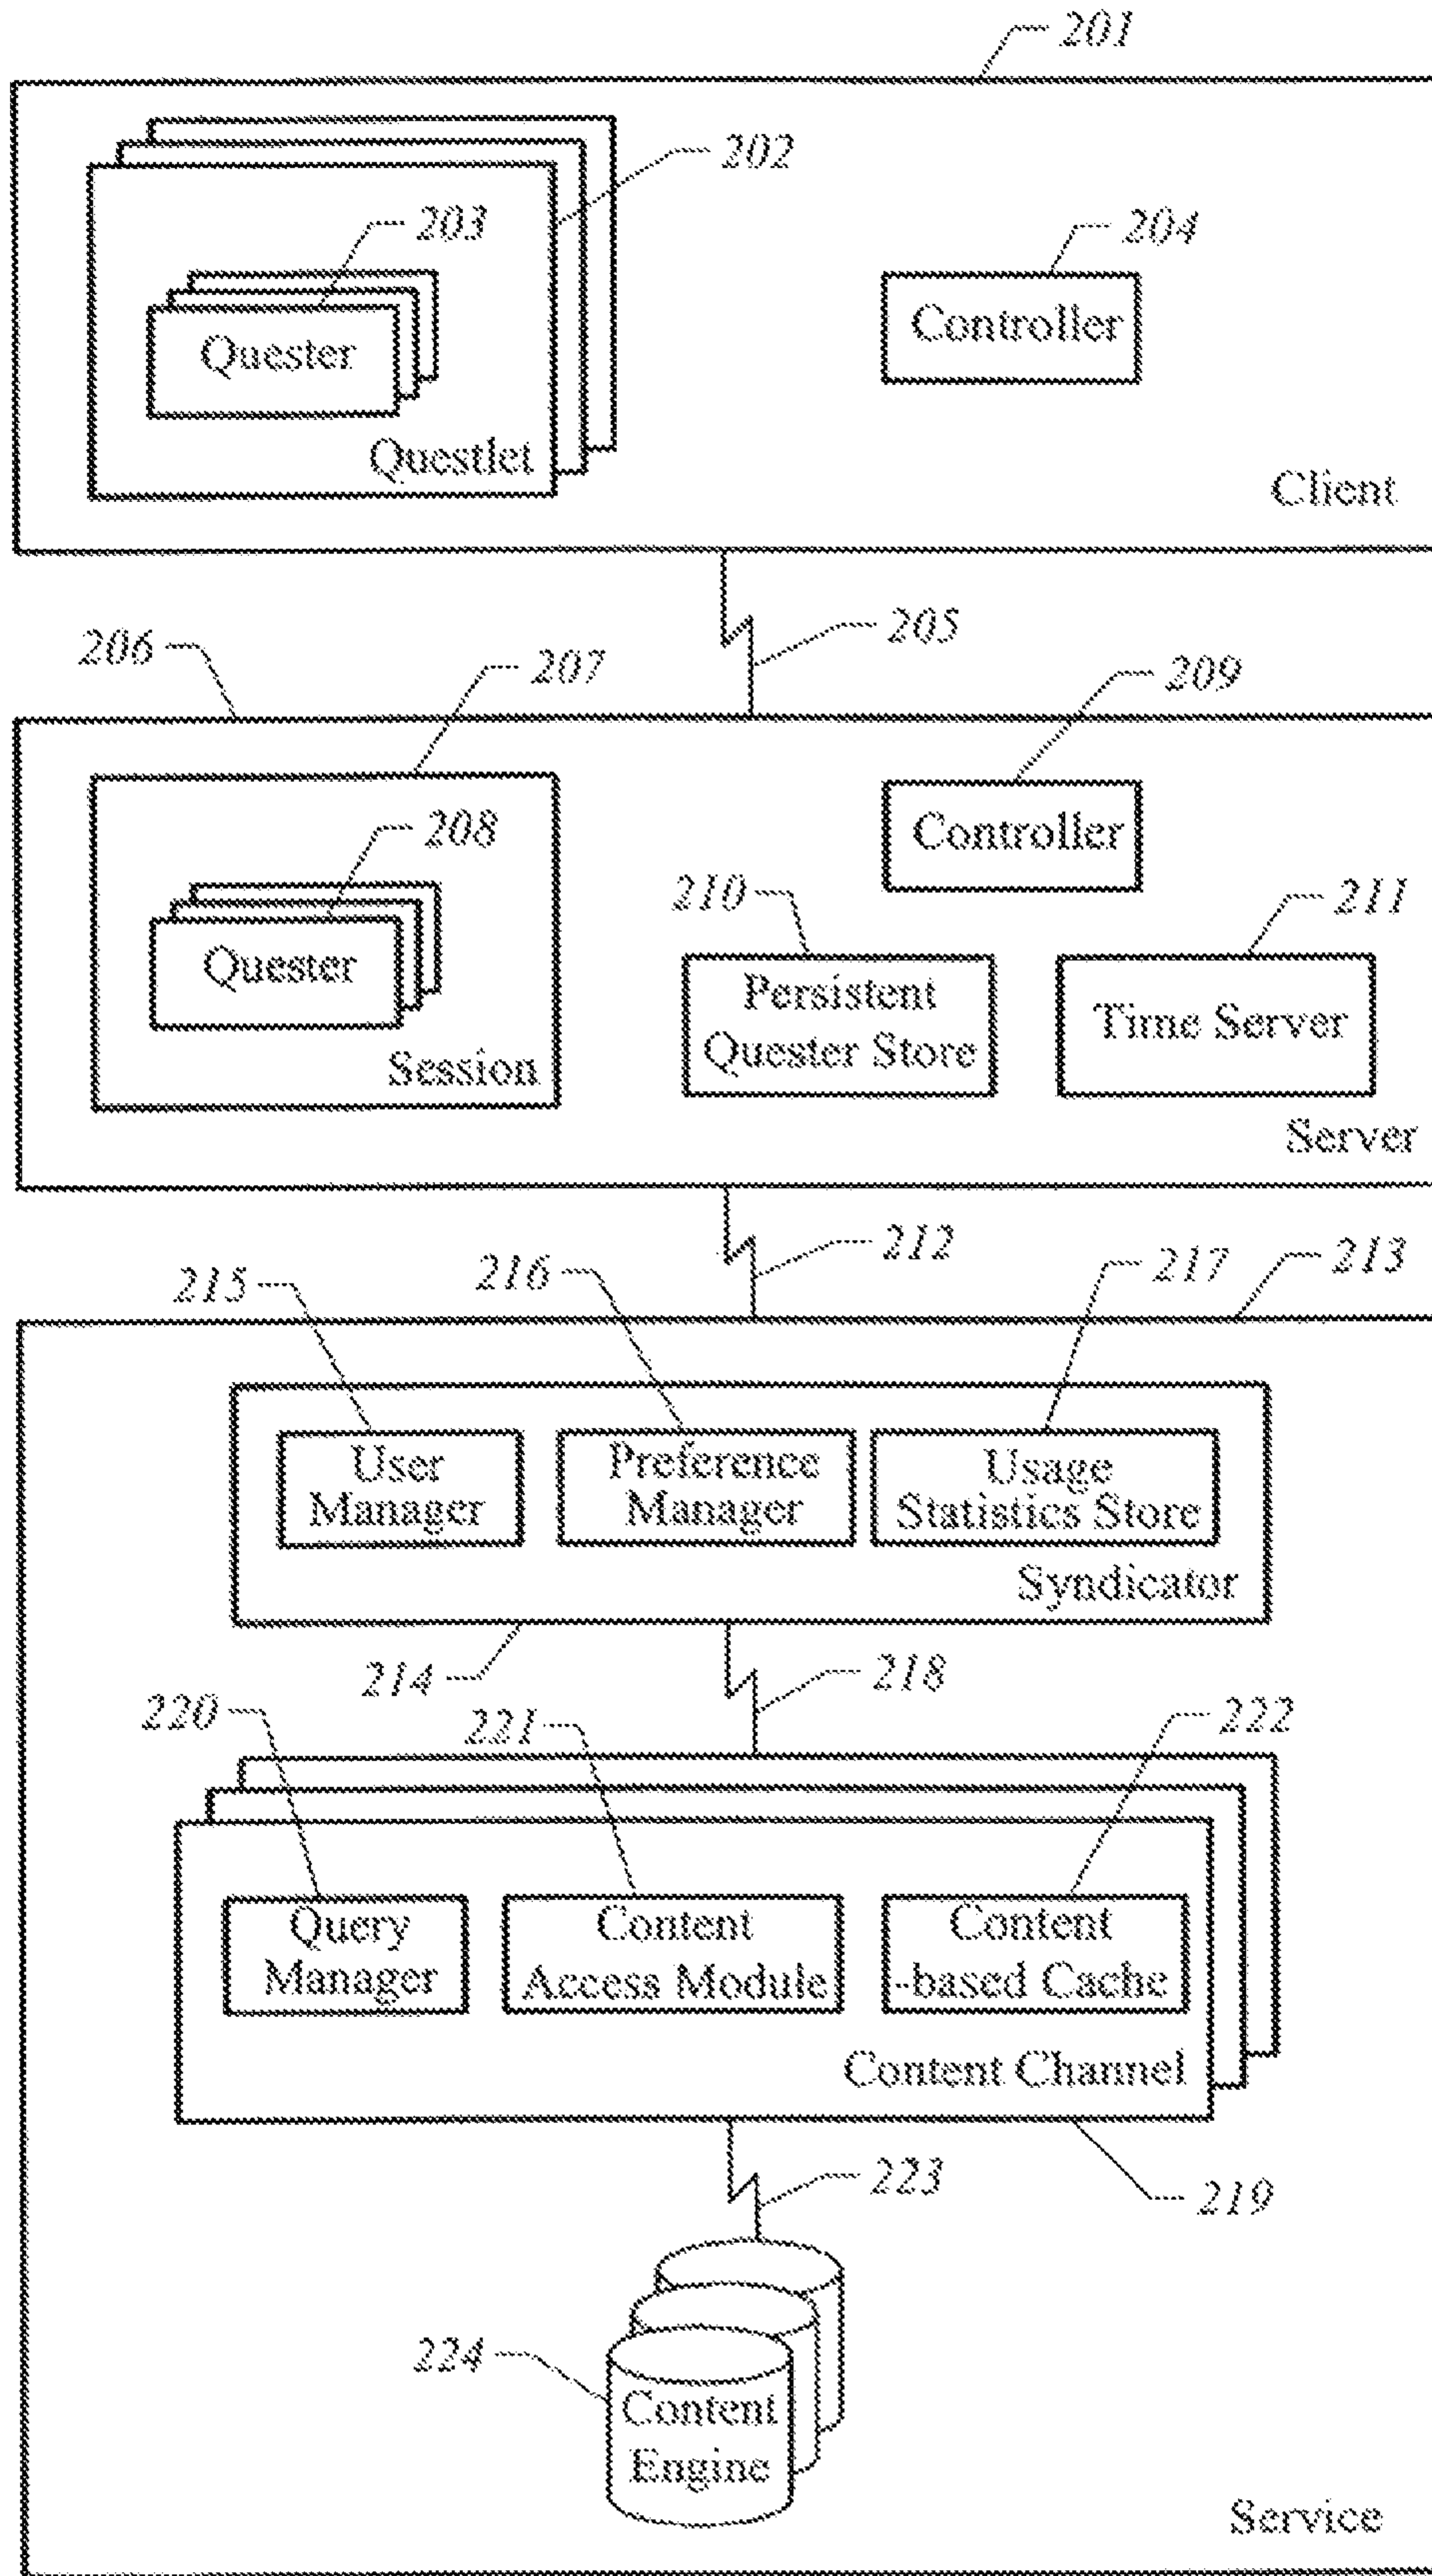 201
202
203
204
Quester
Controller
Questlet
Client
205
206
207
209
208
Controller
210
211
Quester
Persistent
Quester Store
Time Server
Session
Server
212
213
215
216
217
User
Manager
Preference
Manager
Usage
Statistics Store
Syndicator
214
218
220
221
222
Query
Manager
Content
Access Module
Content
-based Cache
Content Channel
223
219
224
Content
Engine
Service